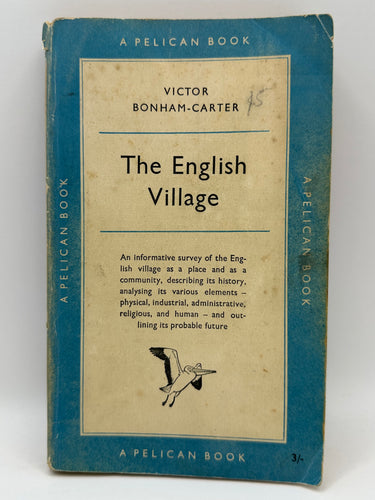 A PELICAN BOOK
VICTOR
BONHAM-CARTER
The English
Village
An informative survey of the Eng-
lish village as a place and as a
community, describing its history,
analysing its various elements –
physical, industrial, administrative,
religious, and human – and out-
lining its probable future
A PELICAN BOOK
A PELICAN BOOK
A PELICAN BOOK
3/-